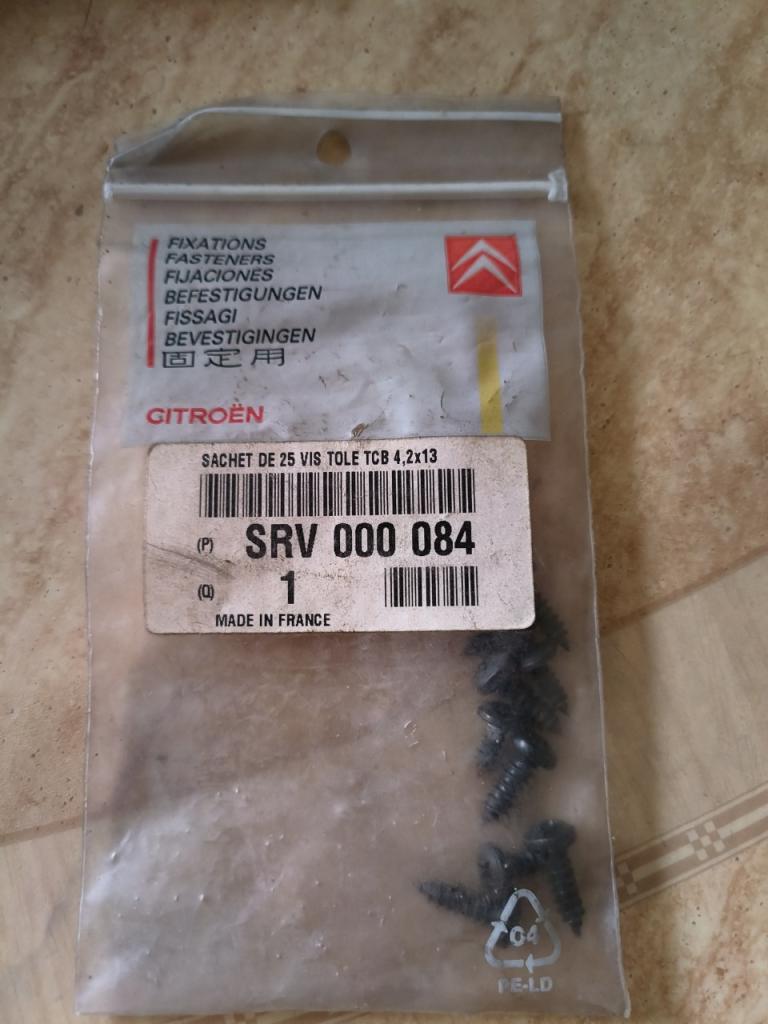 FIXATIONS
FASTENERS
FIJACIONES
BEFESTIGUNGEN
FISSAGI
BEVESTIGINGEN
固定用
CITROËN
SACHET DE 25 VIS TOLE TCB 4,2x13
(P) SRV 000 084
(Q) 1
MADE IN FRANCE
04
PE-LD